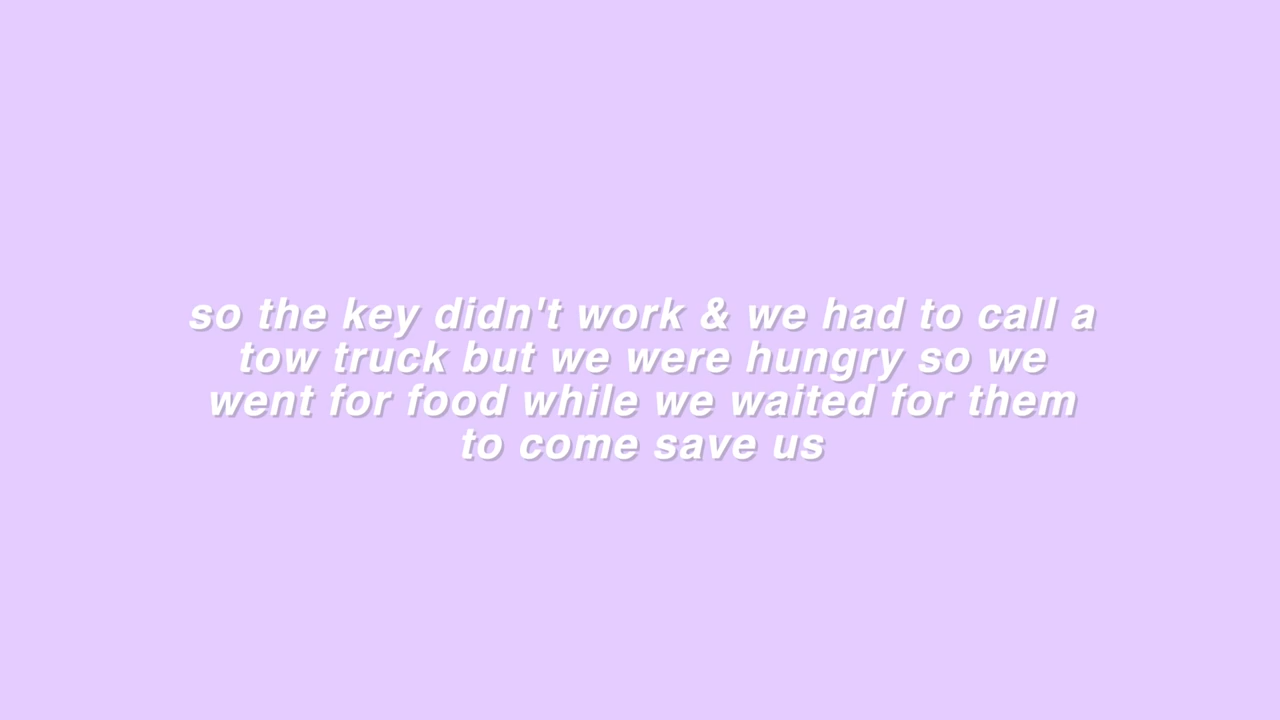 so the key didn't work & we had to call a
tow truck but we were hungry so we
went for food while we waited for them
to come save us